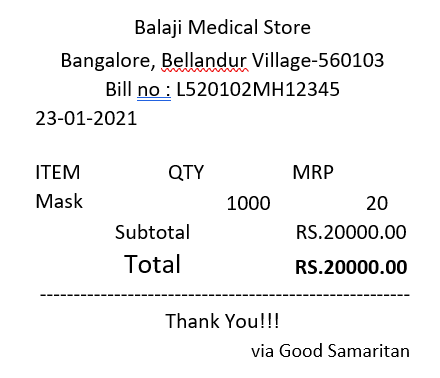 Balaji Medical Store
Bangalore, Bellandur Village-560103
Bill no : L520102MH12345
23-01-2021
ITEM QTY MRP
Mask 1000 20
Subtotal RS.20000.00
Total RS.20000.00
----------------------------------------------------------
Thank You!!!
via Good Samaritan